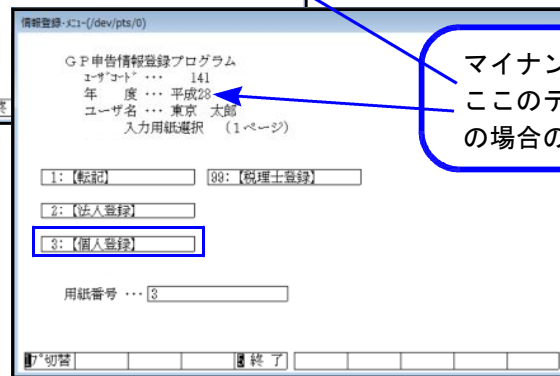 情報登録-ﾒﾆｭｰ-(/dev/pts/0)
ＧＰ申告情報登録プログラム
ﾕｰｻﾞｺｰﾄﾞ ･･･ 141
年　度 ･･･ 平成28
ユーザ名 ･･･ 東京 太郎
入力用紙選択　(1ページ)
1:【転記】
99:【税理士登録】
2:【法人登録】
3:【個人登録】
用紙番号 ･･･ 3
ﾌﾟ切替
終 了
マイナン
ここのデ
の場合の